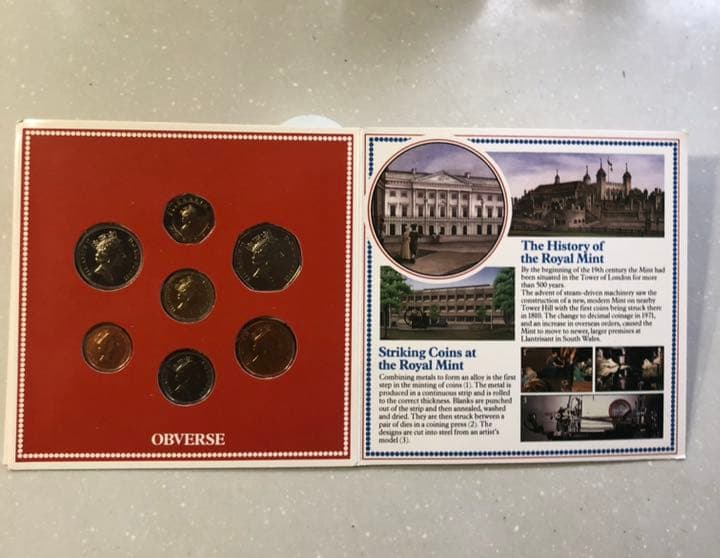 OBVERSE
The History of
the Royal Mint
By the beginning of the 19th century the Mint had
been situated in the Tower of London for more
than 500 years.
The advent of steam-driven machinery saw the
construction of a new, modern Mint on nearby
Tower Hill with the first coins being struck there
in 1810. The change to decimal coinage in 1971,
and an increase in overseas orders, caused the
Mint to move to newer, larger premises at
Llantrisant in South Wales.
Striking Coins at
the Royal Mint
Combining metals to form an alloy is the first
step in the minting of coins (1). The metal is
produced in a continuous strip and is rolled
to the correct thickness. Blanks are punched
out of the strip and then annealed, washed
and dried. They are then struck between a
pair of dies in a coining press (2). The
designs are cut into steel from an artist's
model (3).